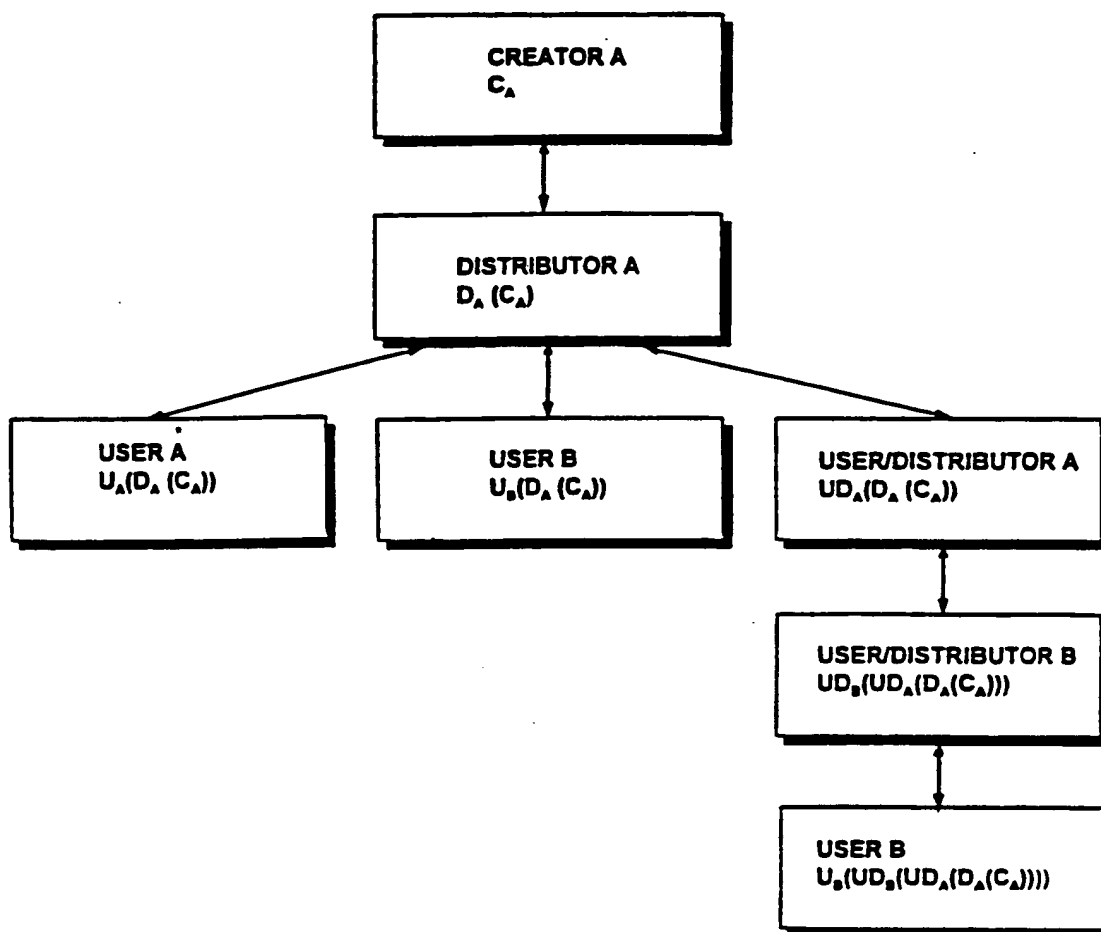 CREATOR A
C_A
DISTRIBUTOR A
D_A (C_A)
USER A
U_A(D_A (C_A))
USER B
U_B(D_A (C_A))
USER/DISTRIBUTOR A
UD_A(D_A (C_A))
USER/DISTRIBUTOR B
UD_B(UD_A(D_A(C_A)))
USER B
U_B(UD_B(UD_A(D_A(C_A))))